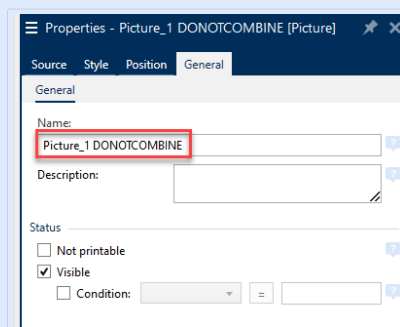 Properties - Picture_1 DONOTCOMBINE [Picture]
Source Style Position General
General
Name:
Picture_1 DONOTCOMBINE
Description:
Status
Not printable
Visible
Condition: =